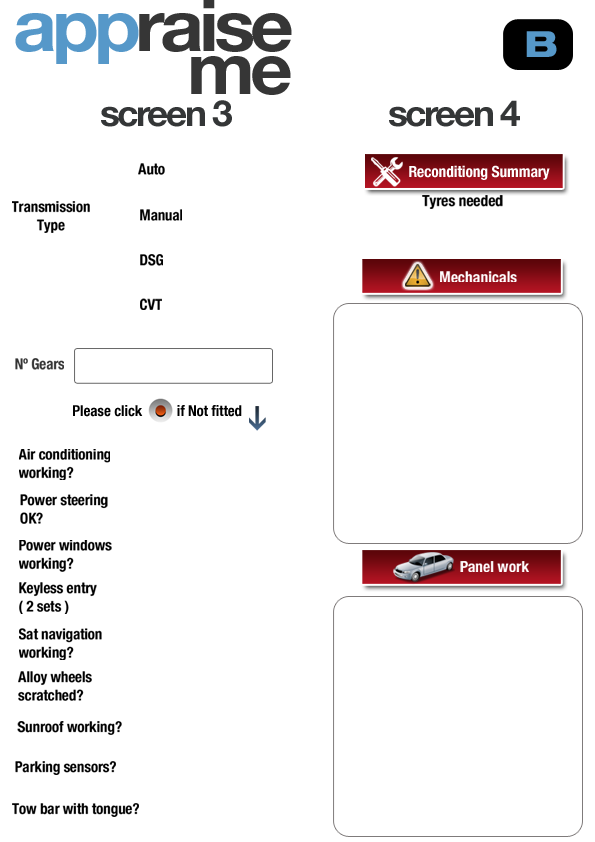 appraise
me
B
screen 3
Auto
Transmission
Type
Manual
DSG
CVT
Nº Gears
Please click if Not fitted
Air conditioning
working?
Power steering
OK?
Power windows
working?
Keyless entry
( 2 sets )
Sat navigation
working?
Alloy wheels
scratched?
Sunroof working?
Parking sensors?
Tow bar with tongue?
screen 4
Reconditiong Summary
Tyres needed
Mechanicals
Panel work